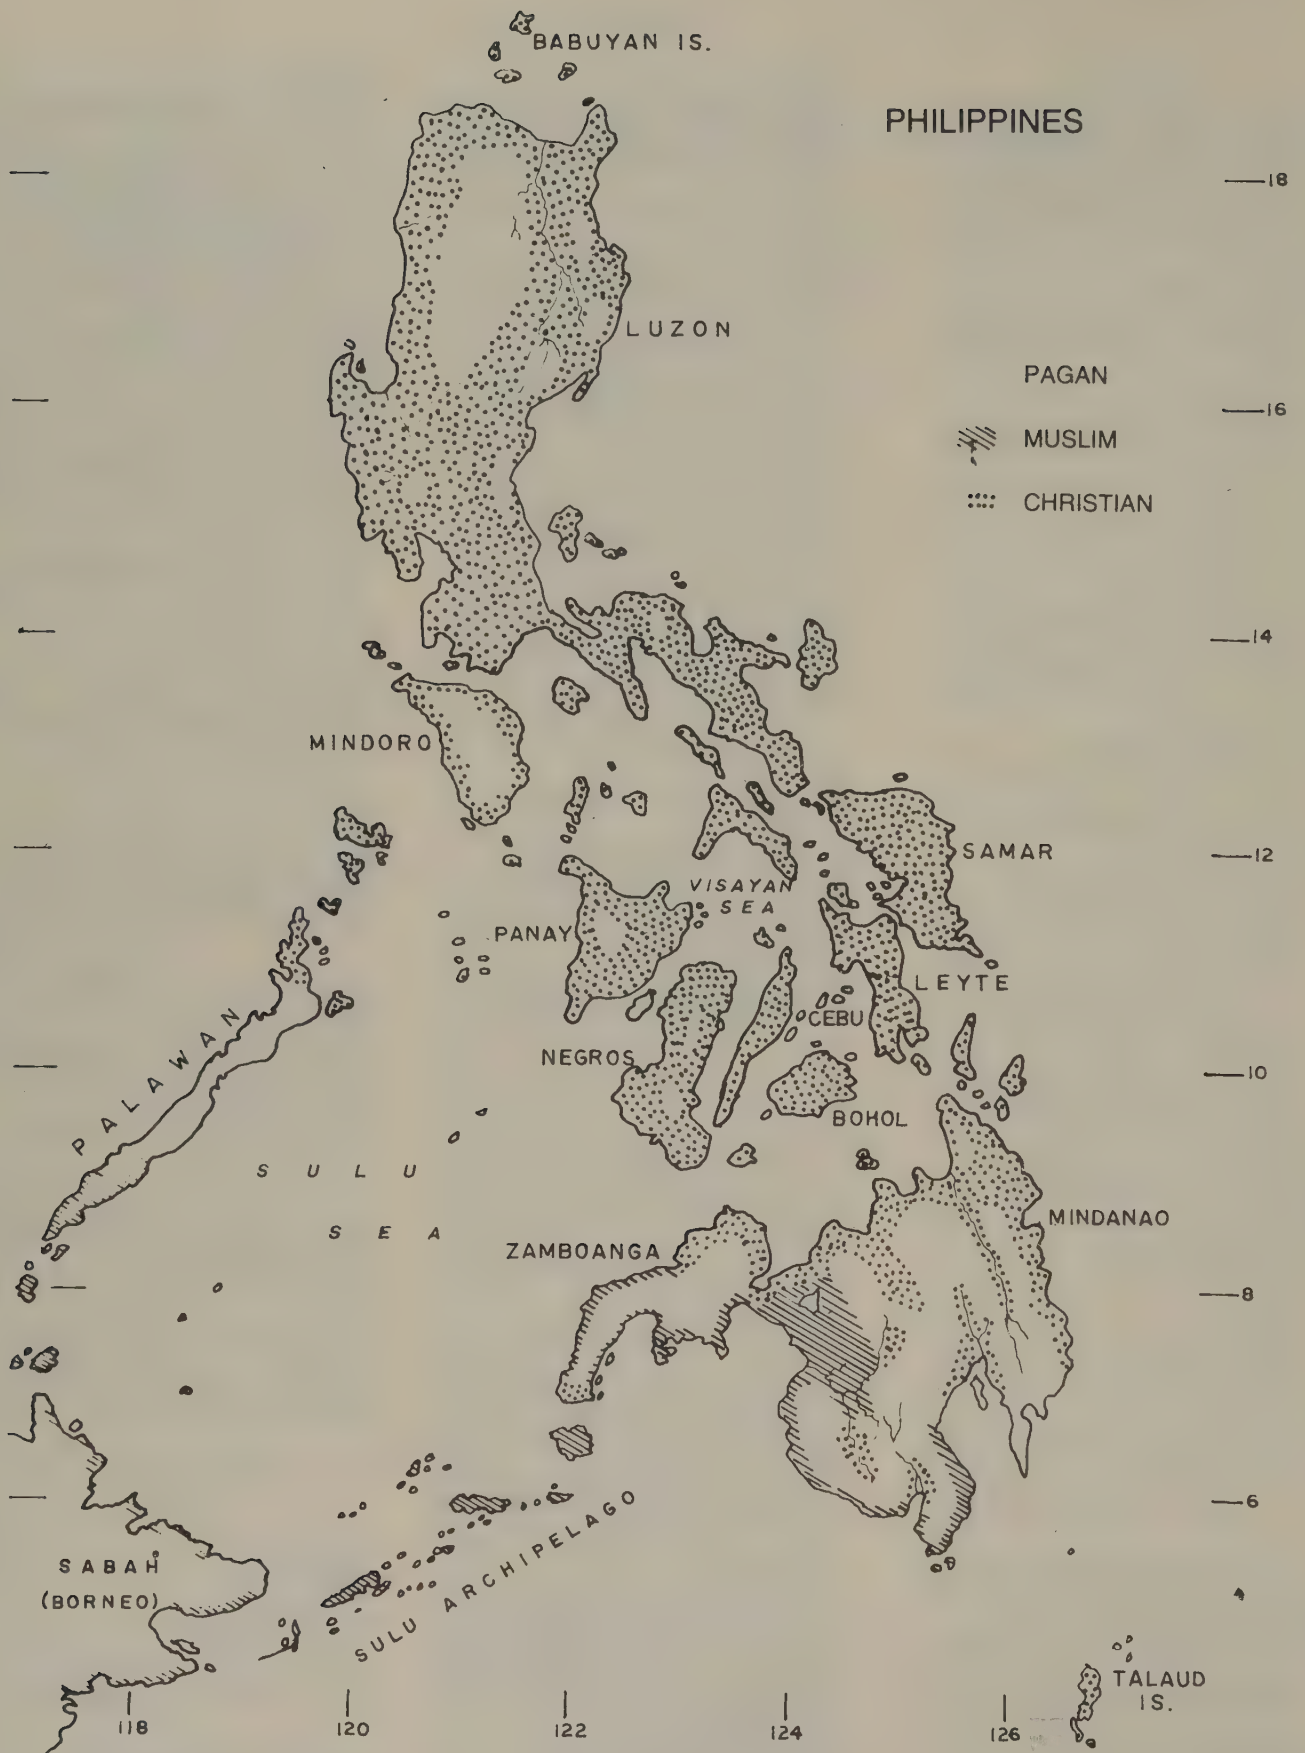 BABUYAN IS.
PHILIPPINES
18
LUZON
PAGAN
16
MUSLIM
CHRISTIAN
14
MINDORO
SAMAR
12
VISAYAN
SEA
PANAY
LEYTE
PALAWAN
CEBU
NEGROS
10
BOHOL
SULU
SEA
MINDANAO
ZAMBOANGA
8
6
SULU ARCHIPELAGO
SABAH
(BORNEO)
TALAUD
IS.
118
120
122
124
126